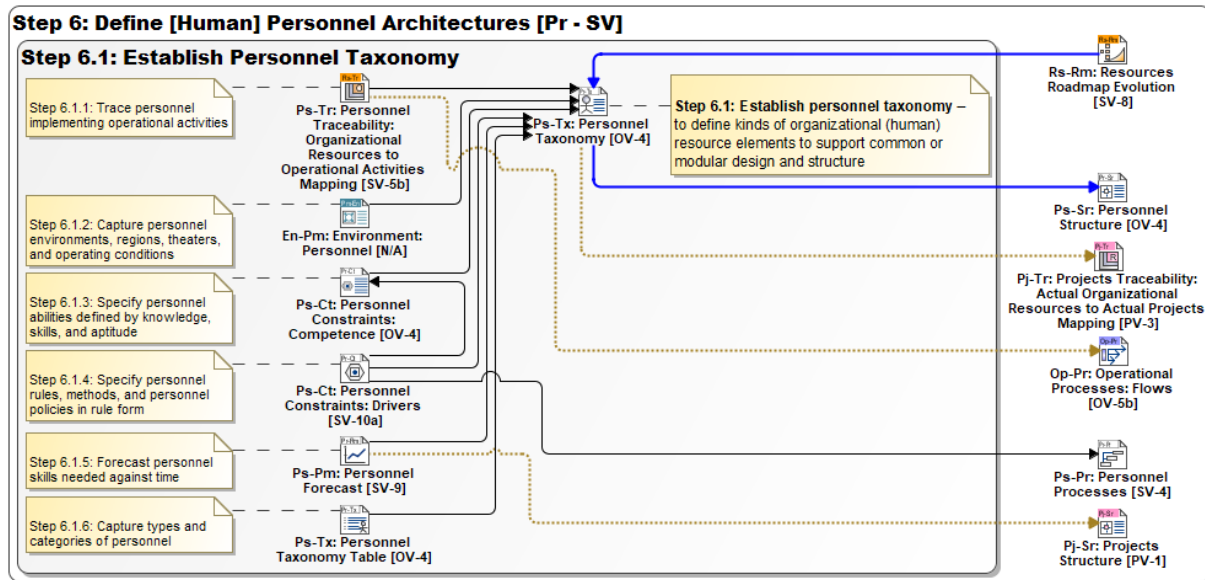 Step 6: Define [Human] Personnel Architectures [Pr - SV]
Step 6.1: Establish Personnel Taxonomy
Step 6.1.1: Trace personnel
implementing operational activities
Ps-Tr: Personnel
Traceability:
Organizational
Resources to
Operational Activities
Mapping [SV-5b]
Ps-Tx: Personnel
Taxonomy [OV-4]
Step 6.1: Establish personnel taxonomy –
to define kinds of organizational (human)
resource elements to support common or
modular design and structure
Rs-Rm: Resources
Roadmap Evolution
[SV-8]
Step 6.1.2: Capture personnel
environments, regions, theaters,
and operating conditions
En-Pm: Environment:
Personnel [N/A]
Ps-Sr: Personnel
Structure [OV-4]
Step 6.1.3: Specify personnel
abilities defined by knowledge,
skills, and aptitude
Ps-Ct: Personnel
Constraints:
Competence [OV-4]
Pj-Tr: Projects Traceability:
Actual Organizational
Resources to Actual Projects
Mapping [PV-3]
Step 6.1.4: Specify personnel
rules, methods, and personnel
policies in rule form
Ps-Ct: Personnel
Constraints: Drivers
[SV-10a]
Op-Pr: Operational
Processes: Flows
[OV-5b]
Step 6.1.5: Forecast personnel
skills needed against time
Ps-Pm: Personnel
Forecast [SV-9]
Ps-Pr: Personnel
Processes [SV-4]
Step 6.1.6: Capture types and
categories of personnel
Ps-Tx: Personnel
Taxonomy Table [OV-4]
Pj-Sr: Projects
Structure [PV-1]